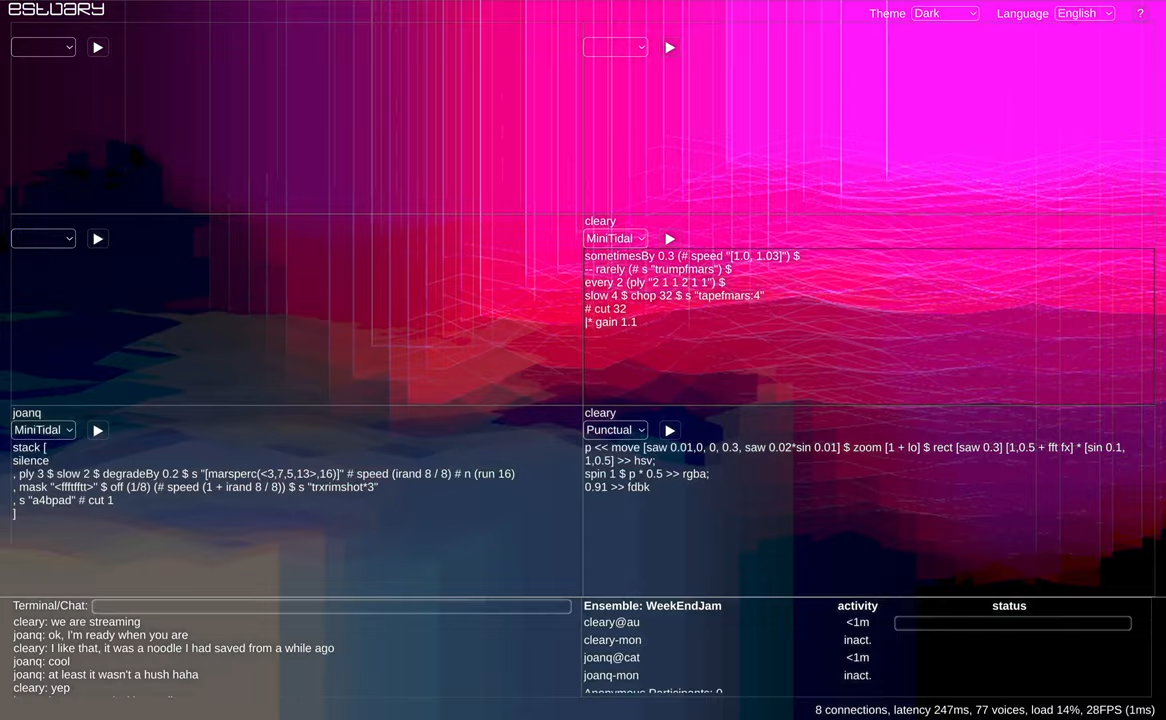 estuary
Theme Dark Language English ?
cleary
MiniTidal
sometimesBy 0.3 (# speed "[1.0, 1.03]") $
-- rarely (# s "trumpfmars") $
every 2 (ply "2 1 1 2 1 1") $
slow 4 $ chop 32 $ s "tapefmars:4"
# cut 32
|* gain 1.1
joanq
MiniTidal
stack [
silence
, ply 3 $ slow 2 $ degradeBy 0.2 $ s "[marsperc(<3,7,5,13>,16)]" # speed (irand 8 / 8) # n (run 16)
, mask "<ffftfftt>" $ off (1/8) (# speed (1 + irand 8 / 8)) $ s "trxrimshot*3"
, s "a4bpad" # cut 1
]
cleary
Punctual
p << move [saw 0.01,0, 0, 0.3, saw 0.02*sin 0.01] $ zoom [1 + lo] $ rect [saw 0.3] [1,0.5 + fft fx] * [sin 0.1,
1,0.5] >> hsv;
spin 1 $ p * 0.5 >> rgba;
0.91 >> fdbk
Terminal/Chat:
cleary: we are streaming
joanq: ok, I'm ready when you are
cleary: I like that, it was a noodle I had saved from a while ago
joanq: cool
joanq: at least it wasn't a hush haha
cleary: yep
Ensemble: WeekEndJam activity status
cleary@au <1m
cleary-mon inact.
joanq@cat <1m
joanq-mon inact.
Anonymous Participants: 0
8 connections, latency 247ms, 77 voices, load 14%, 28FPS (1ms)